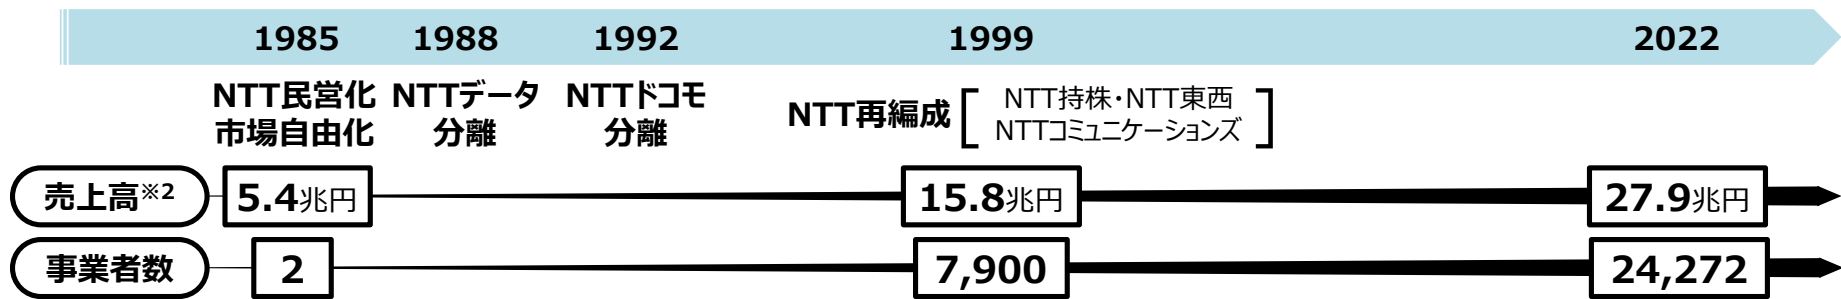 1985 1988 1992 1999 2022
NTT民営化 NTTデータ NTTドコモ
市場自由化 分離 分離
NTT再編成 [ NTT持株・NTT東西
NTTコミュニケーションズ ]
売上高※2 5.4兆円 15.8兆円 27.9兆円
事業者数 2 7,900 24,272